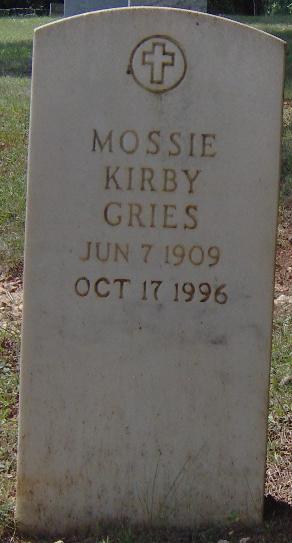 MOSSIE
KIRBY
GRIES
JUN 7 1909
OCT 17 1996